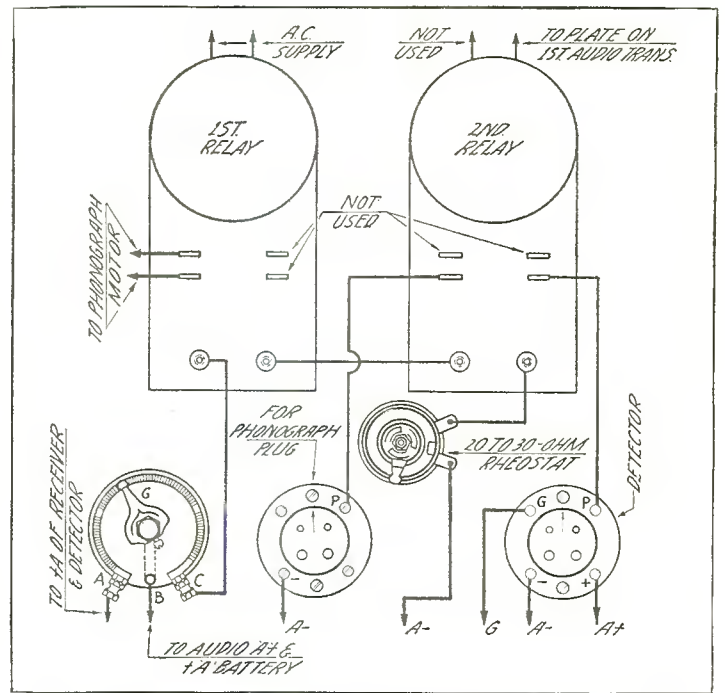 A.C.
SUPPLY
NOT
USED
TO PLATE ON
1ST. AUDIO TRANS.
1ST.
RELAY
2ND.
RELAY
NOT
USED
TO PHONOGRAPH
MOTOR
FOR
PHONOGRAPH
PLUG
20 TO 30-OHM
RHEOSTAT
DETECTOR
TO +A OF RECEIVER
& DETECTOR
G
A
B
C
P
-
G
P
-
+
A-
A-
G
A-
A+
TO AUDIO A+ &
+"A" BATTERY